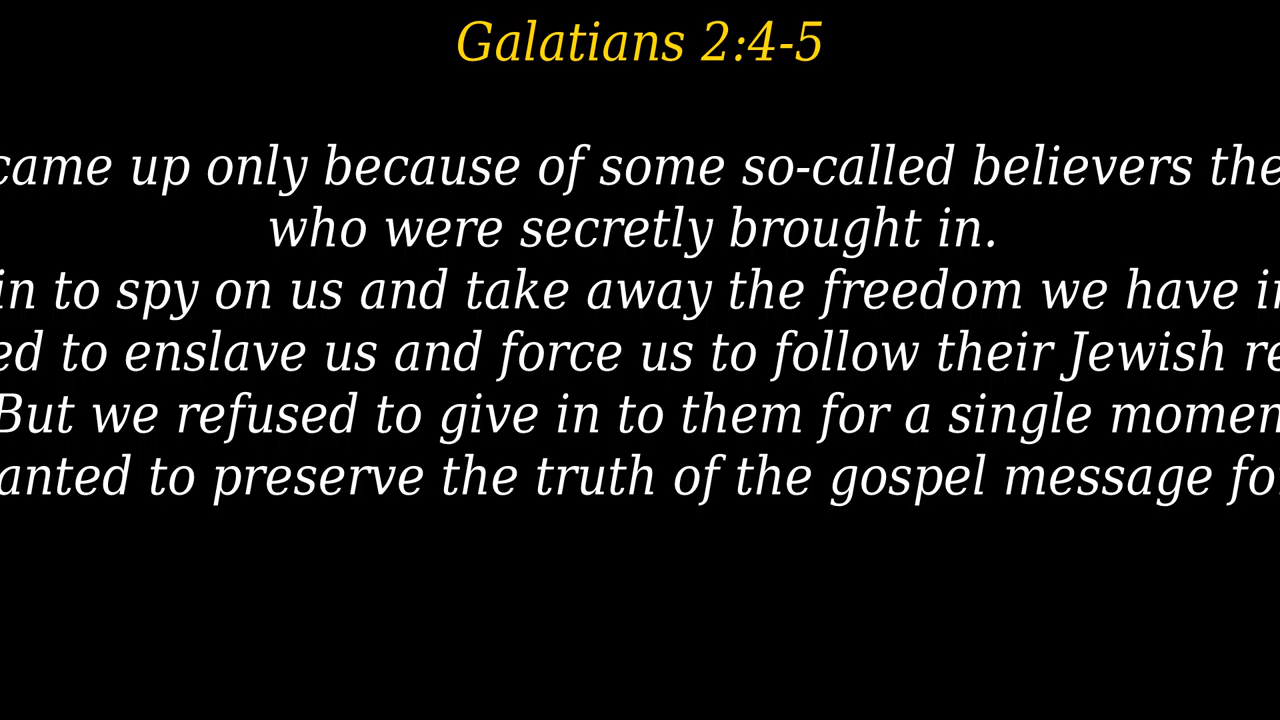 Galatians 2:4-5
came up only because of some so-called believers the
who were secretly brought in.
in to spy on us and take away the freedom we have in
ed to enslave us and force us to follow their Jewish re
But we refused to give in to them for a single momen
anted to preserve the truth of the gospel message fo